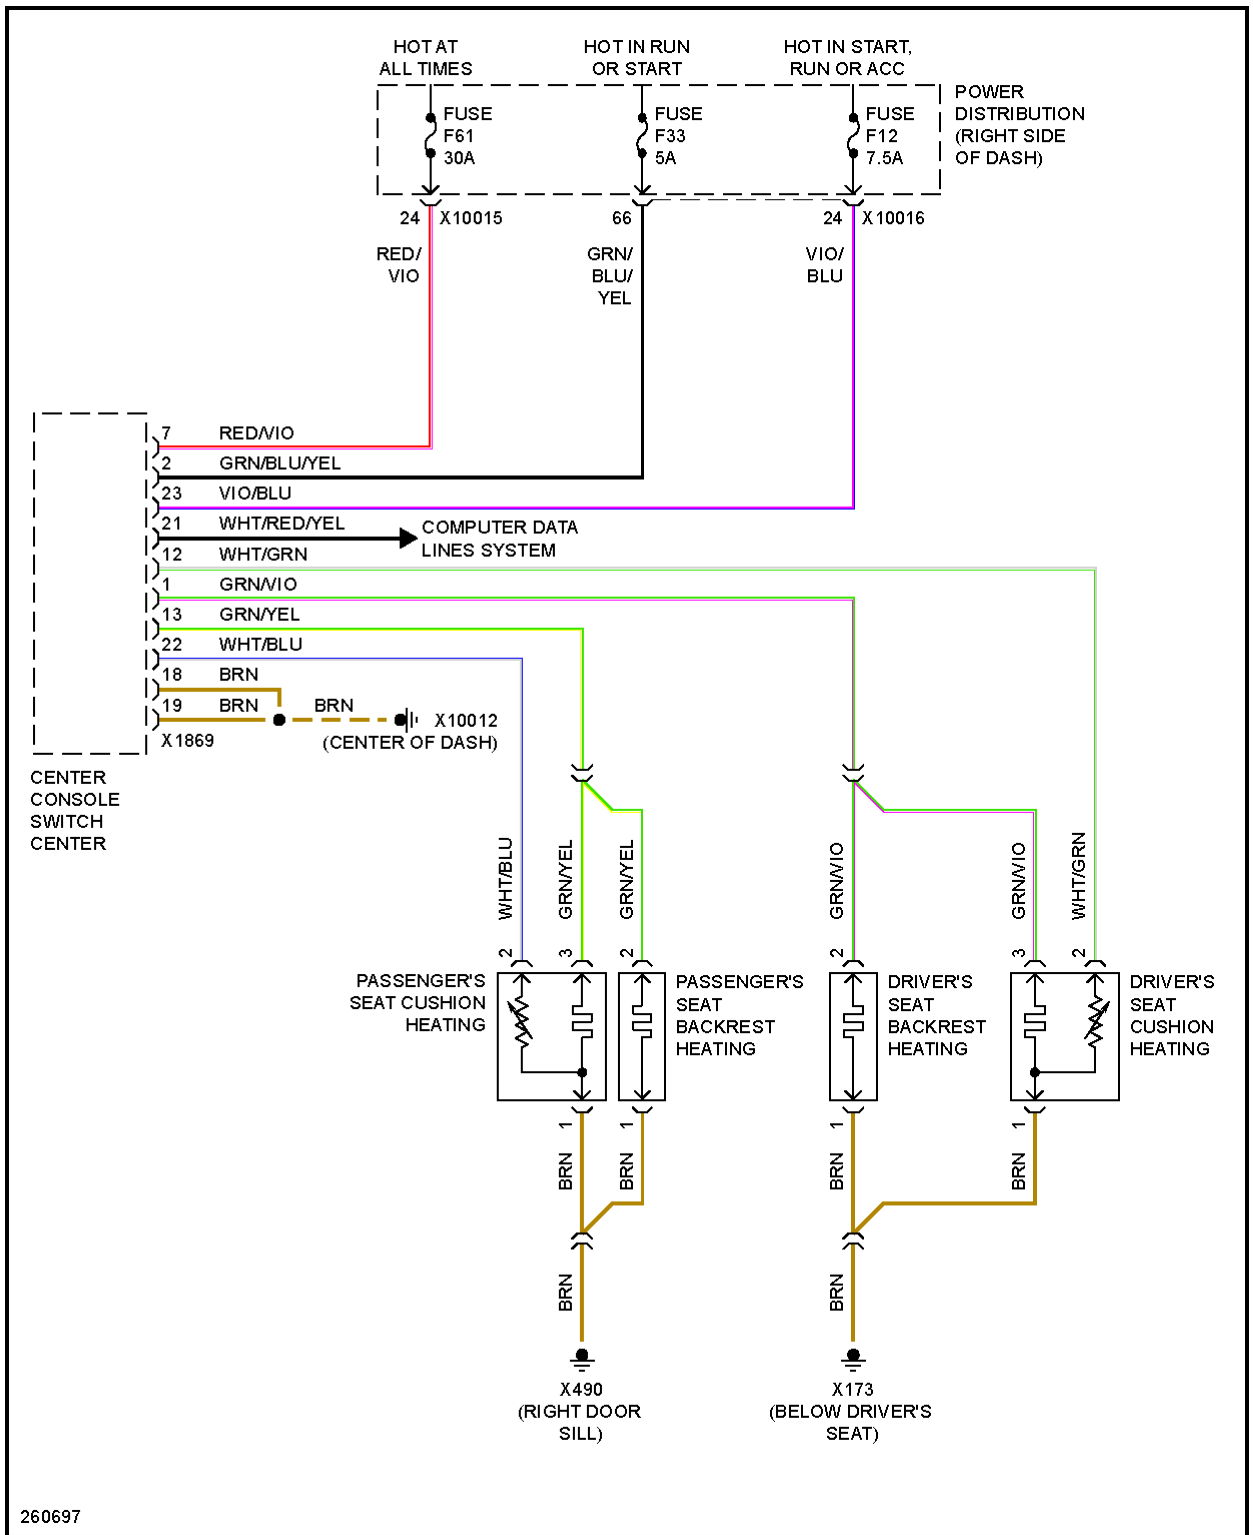 HOT AT
ALL TIMES
HOT IN RUN
OR START
HOT IN START,
RUN OR ACC
POWER
DISTRIBUTION
(RIGHT SIDE
OF DASH)
FUSE
F61
30A
FUSE
F33
5A
FUSE
F12
7.5A
24
X10015
66
24
X10016
RED/
VIO
GRN/
BLU/
YEL
VIO/
BLU
7 RED/VIO
2 GRN/BLU/YEL
23 VIO/BLU
21 WHT/RED/YEL
COMPUTER DATA
LINES SYSTEM
12 WHT/GRN
1 GRN/VIO
13 GRN/YEL
22 WHT/BLU
18 BRN
19 BRN
BRN
X10012
(CENTER OF DASH)
X1869
CENTER
CONSOLE
SWITCH
CENTER
WHT/BLU
GRN/YEL
GRN/YEL
GRN/VIO
GRN/VIO
WHT/GRN
2
3
2
2
3
2
PASSENGER'S
SEAT CUSHION
HEATING
PASSENGER'S
SEAT
BACKREST
HEATING
DRIVER'S
SEAT
BACKREST
HEATING
DRIVER'S
SEAT
CUSHION
HEATING
1
1
1
1
BRN
BRN
BRN
BRN
BRN
BRN
X490
(RIGHT DOOR
SILL)
X173
(BELOW DRIVER'S
SEAT)
260697